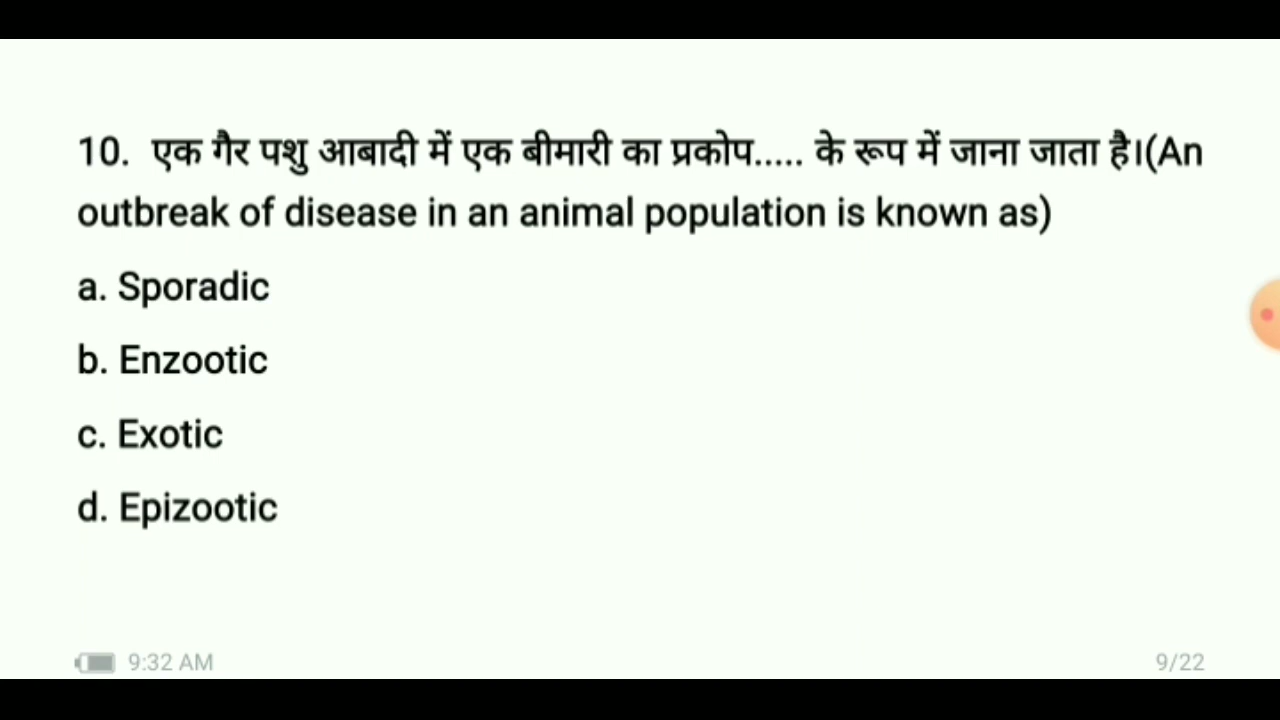 10. एक गैर पशु आबादी में एक बीमारी का प्रकोप..... के रूप में जाना जाता है।(An
outbreak of disease in an animal population is known as)
a. Sporadic
b. Enzootic
c. Exotic
d. Epizootic
9:32 AM
9/22